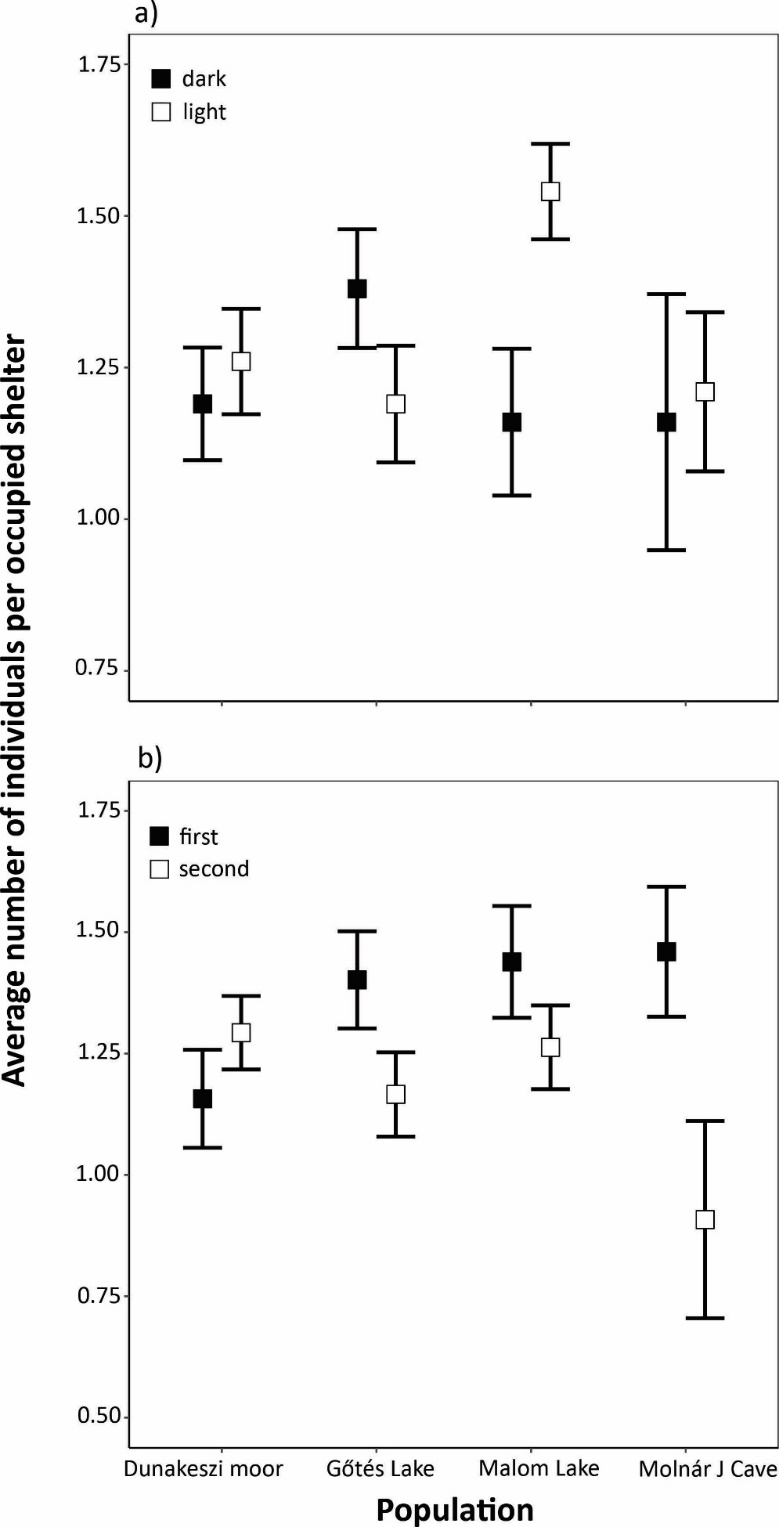 a)
1.75
dark
light
1.50
1.25
1.00
0.75
Average number of individuals per occupied shelter
b)
1.75
first
second
1.50
1.25
1.00
0.75
0.50
Dunakeszi moor Gőtés Lake Malom Lake Molnár J Cave
Population